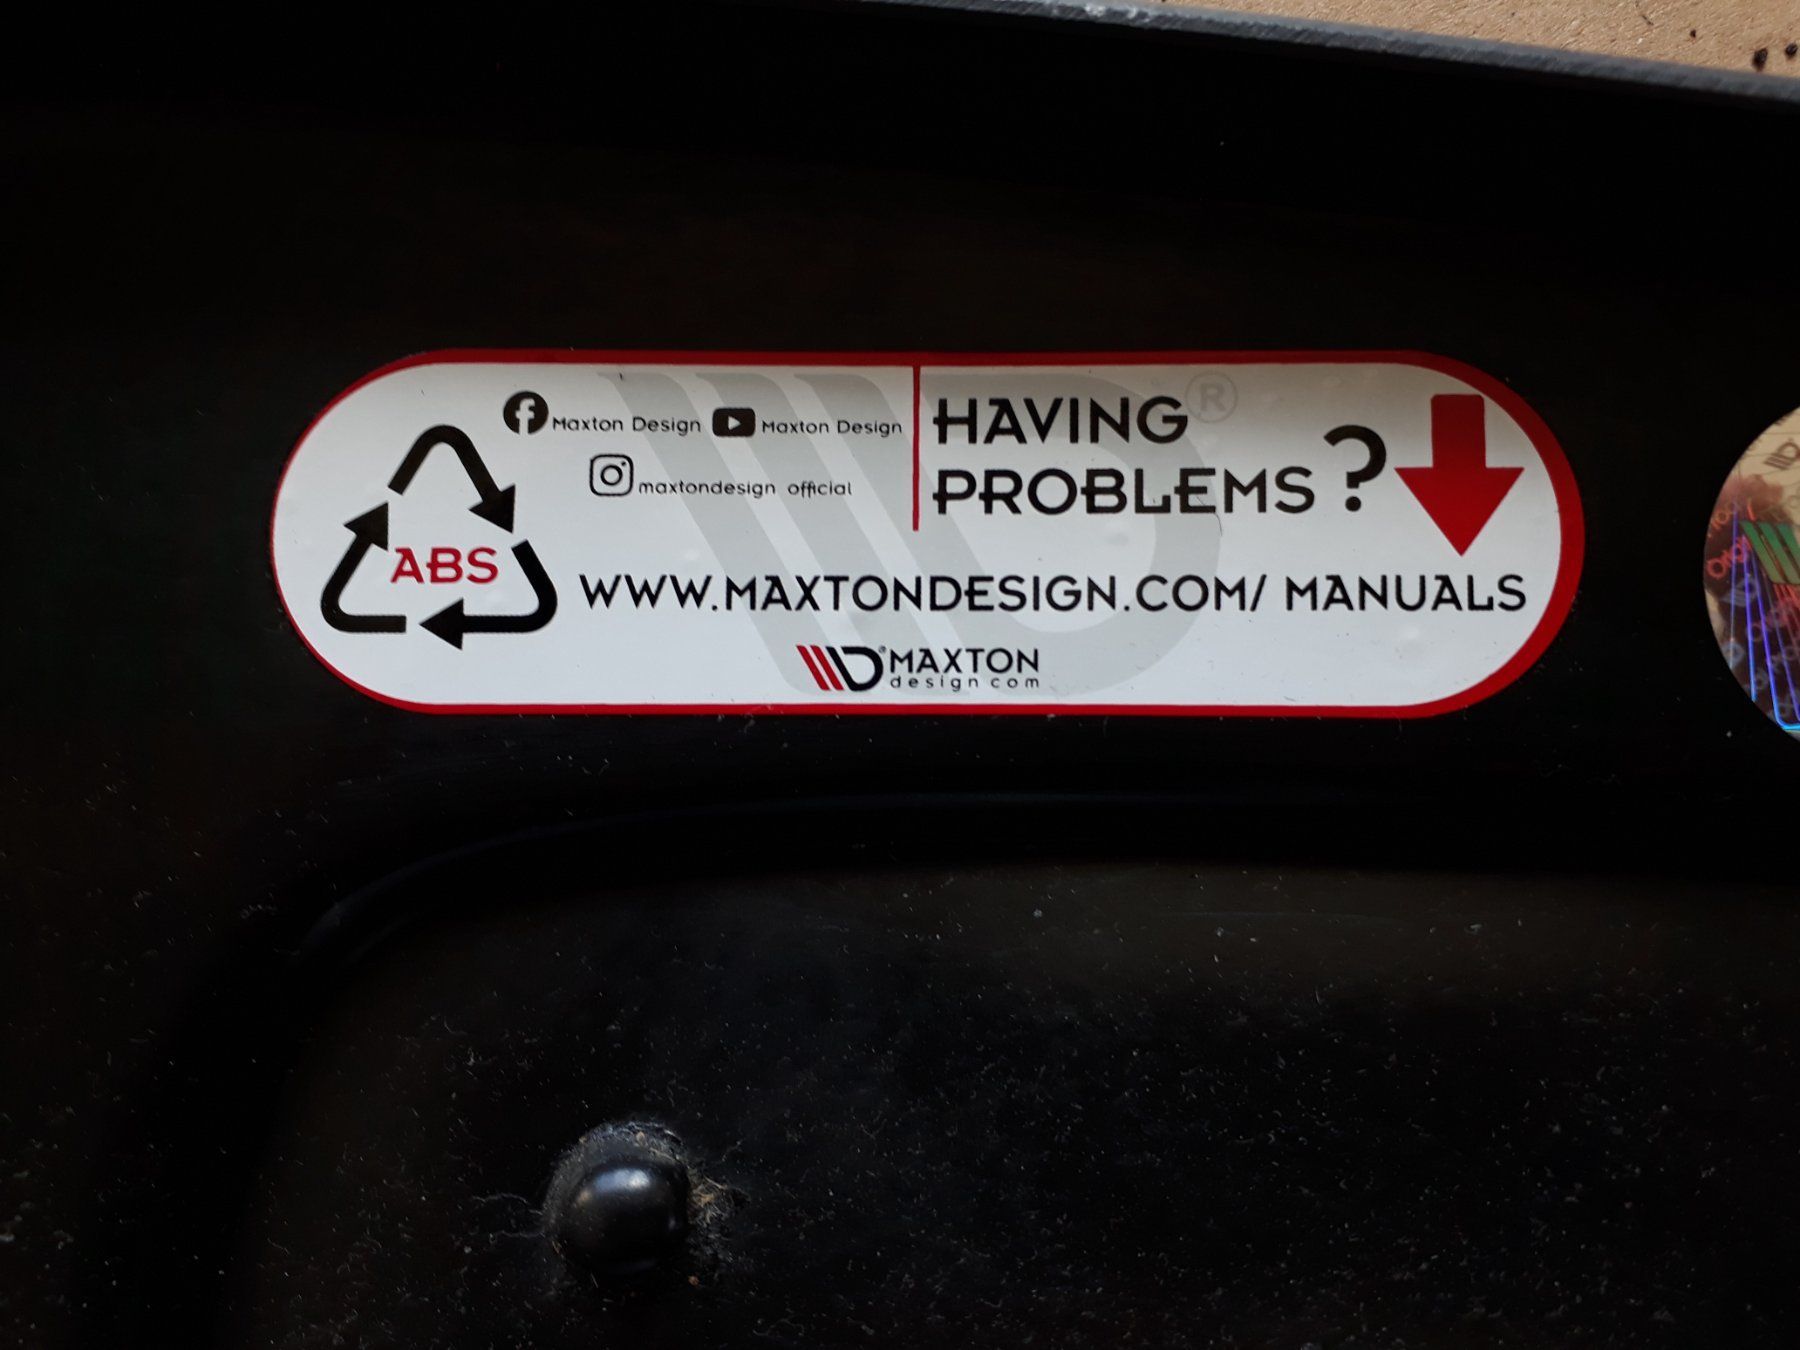 Maxton Design Maxton Design
maxtondesign official
HAVING
PROBLEMS?
ABS
WWW.MAXTONDESIGN.COM/ MANUALS
MAXTON
design com
®